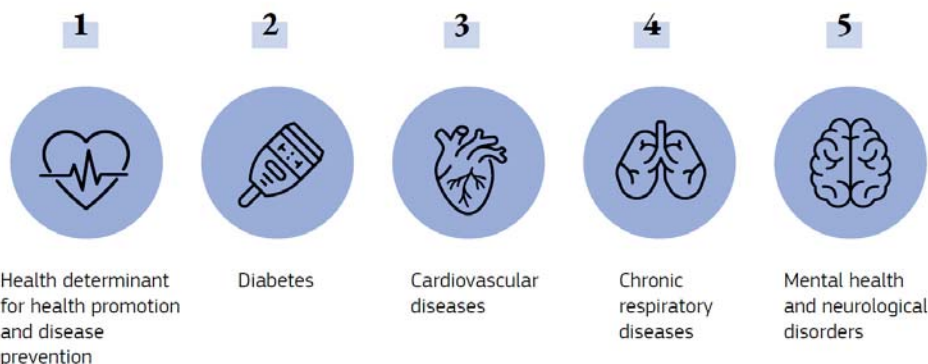 1
2
3
4
5
Health determinant
for health promotion
and disease
prevention
Diabetes
Cardiovascular
diseases
Chronic
respiratory
diseases
Mental health
and neurological
disorders